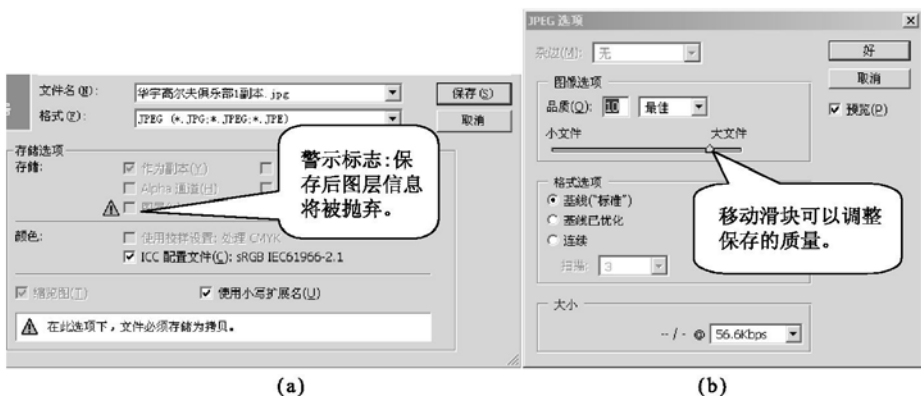 文件名(N):
华宇高尔夫俱乐部1副本.jpg
保存(S)
格式(F):
JPEG (*.JPG;*.JPEG;*.JPE)
取消
存储选项
存储:
作为副本(Y)
Alpha 通道(H)
警示标志:保
存后图层信息
将被抛弃。
颜色:
使用校样设置: 处理 CMYK
ICC 配置文件(C): sRGB IEC61966-2.1
缩览图(T)
使用小写扩展名(U)
在此选项下，文件必须存储为拷贝。
(a)
JPEG 选项
杂边(M): 无
好
取消
预览(P)
图像选项
品质(Q): 10 最佳
小文件 大文件
格式选项
基线("标准")
基线已优化
连续
扫描: 3
移动滑块可以调整
保存的质量。
大小
-- / - @ 56.6Kbps
(b)